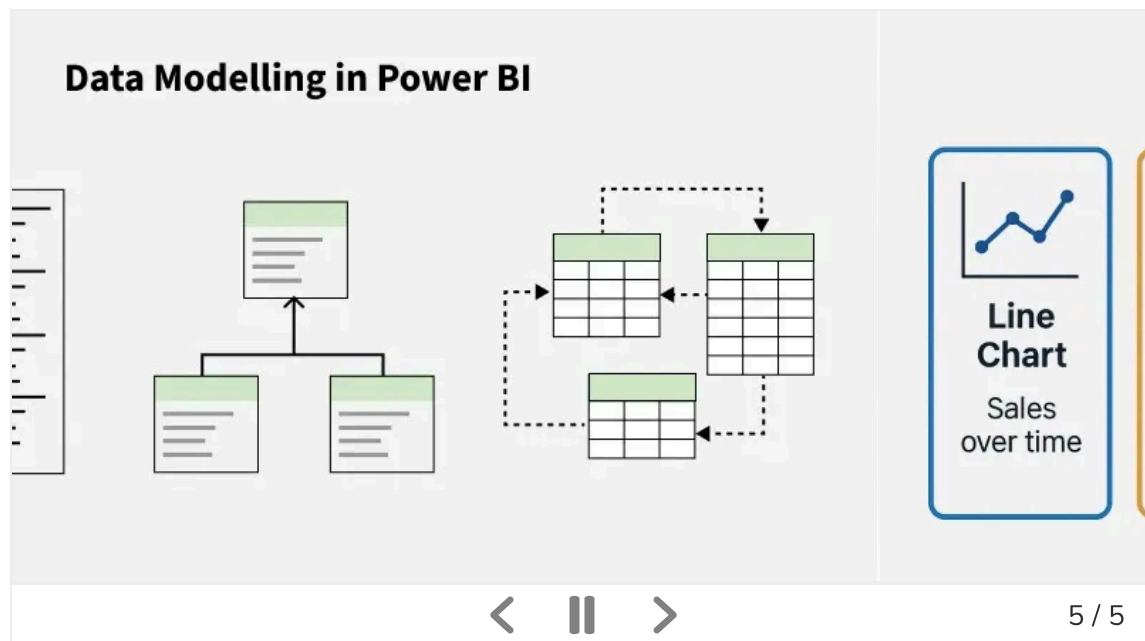 Data Modelling in Power BI
Line
Chart
Sales
over time
5 / 5